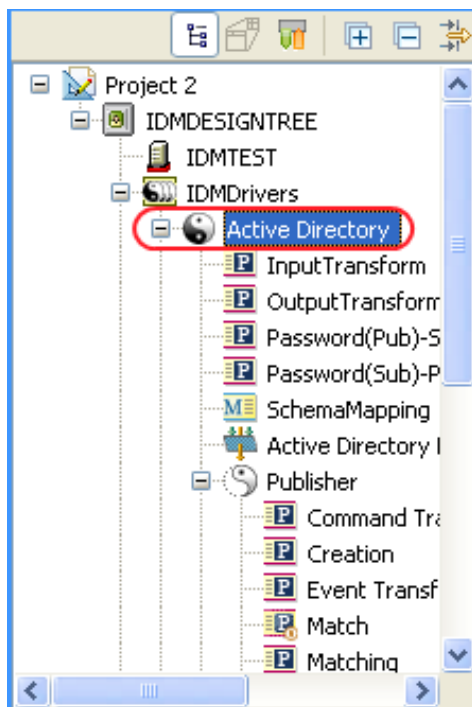 Project 2
IDMDESIGNTREE
IDMTEST
IDMDrivers
Active Directory
InputTransform
OutputTransform
Password(Pub)-S
Password(Sub)-P
SchemaMapping
Active Directory
Publisher
Command Tra
Creation
Event Transf
Match
Matching